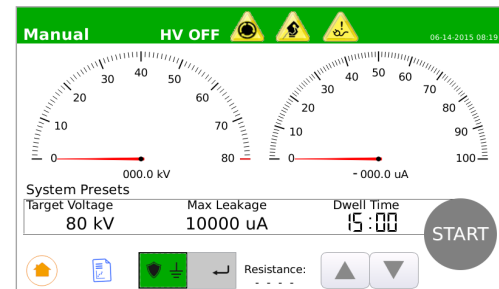 Manual HV OFF 06-14-2015 08:19
0 10 20 30 40 50 60 70 80
0 10 20 30 40 50 60 70 80 90 100
000.0 kV - 000.0 uA
System Presets
Target Voltage Max Leakage Dwell Time
80 kV 10000 uA 15:00
START
Resistance:
- - - -